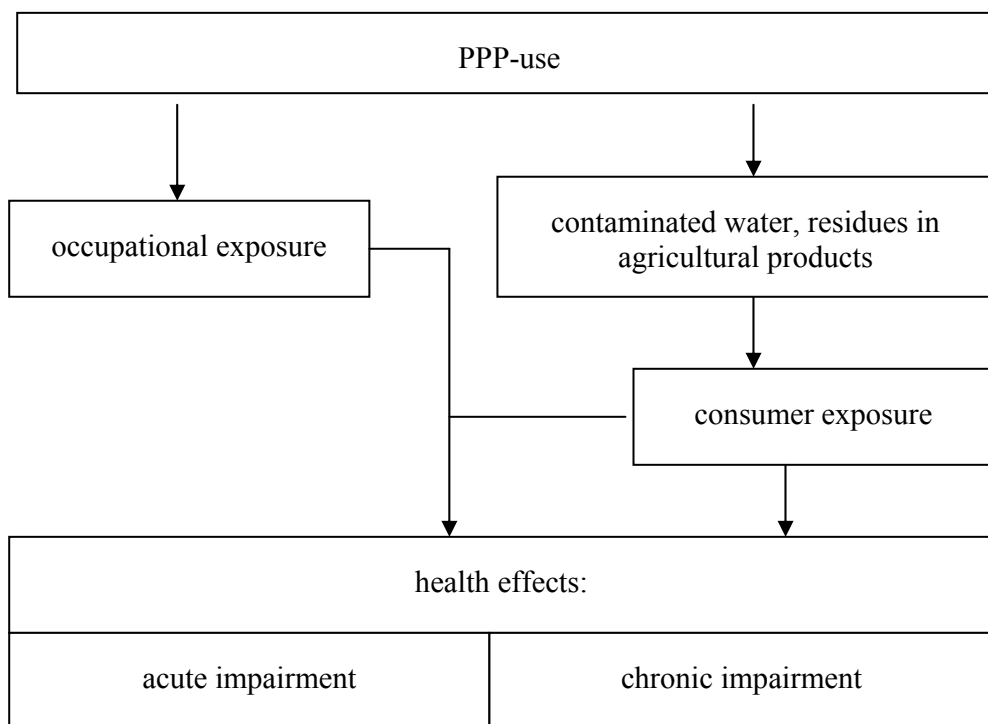 PPP-use
occupational exposure
contaminated water, residues in
agricultural products
consumer exposure
health effects:
acute impairment
chronic impairment